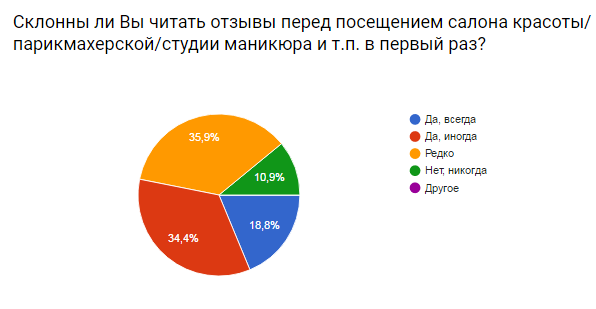 Склонны ли Вы читать отзывы перед посещением салона красоты/
парикмахерской/студии маникюра и т.п. в первый раз?
35,9%
10,9%
18,8%
34,4%
Да, всегда
Да, иногда
Редко
Нет, никогда
Другое